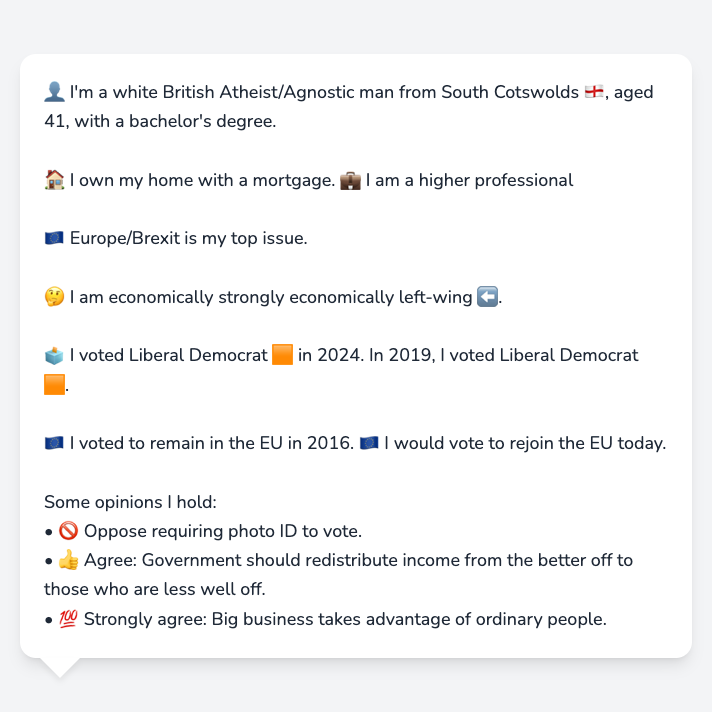 👤 I'm a white British Atheist/Agnostic man from South Cotswolds 🏴󠁧󠁢󠁥󠁮󠁧󠁿, aged
41, with a bachelor's degree.
🏠 I own my home with a mortgage. 💼 I am a higher professional
🇪🇺 Europe/Brexit is my top issue.
🤔 I am economically strongly economically left-wing ⬅️.
🗳️ I voted Liberal Democrat 🟧 in 2024. In 2019, I voted Liberal Democrat
🟧.
🇪🇺 I voted to remain in the EU in 2016. 🇪🇺 I would vote to rejoin the EU today.
Some opinions I hold:
• 🚫 Oppose requiring photo ID to vote.
• 👍 Agree: Government should redistribute income from the better off to
those who are less well off.
• 💯 Strongly agree: Big business takes advantage of ordinary people.